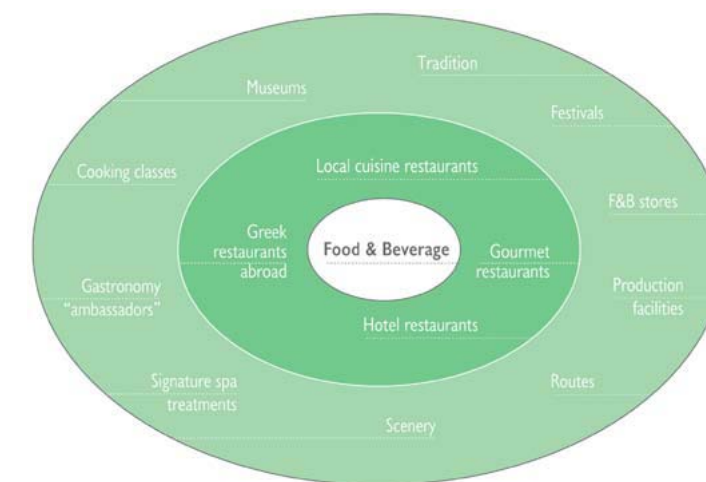 Tradition
Museums
Festivals
Cooking classes
Local cuisine restaurants
F&B stores
Greek
restaurants
abroad
Food & Beverage
Gourmet
restaurants
Gastronomy
“ambassadors”
Production
facilities
Hotel restaurants
Signature spa
treatments
Routes
Scenery